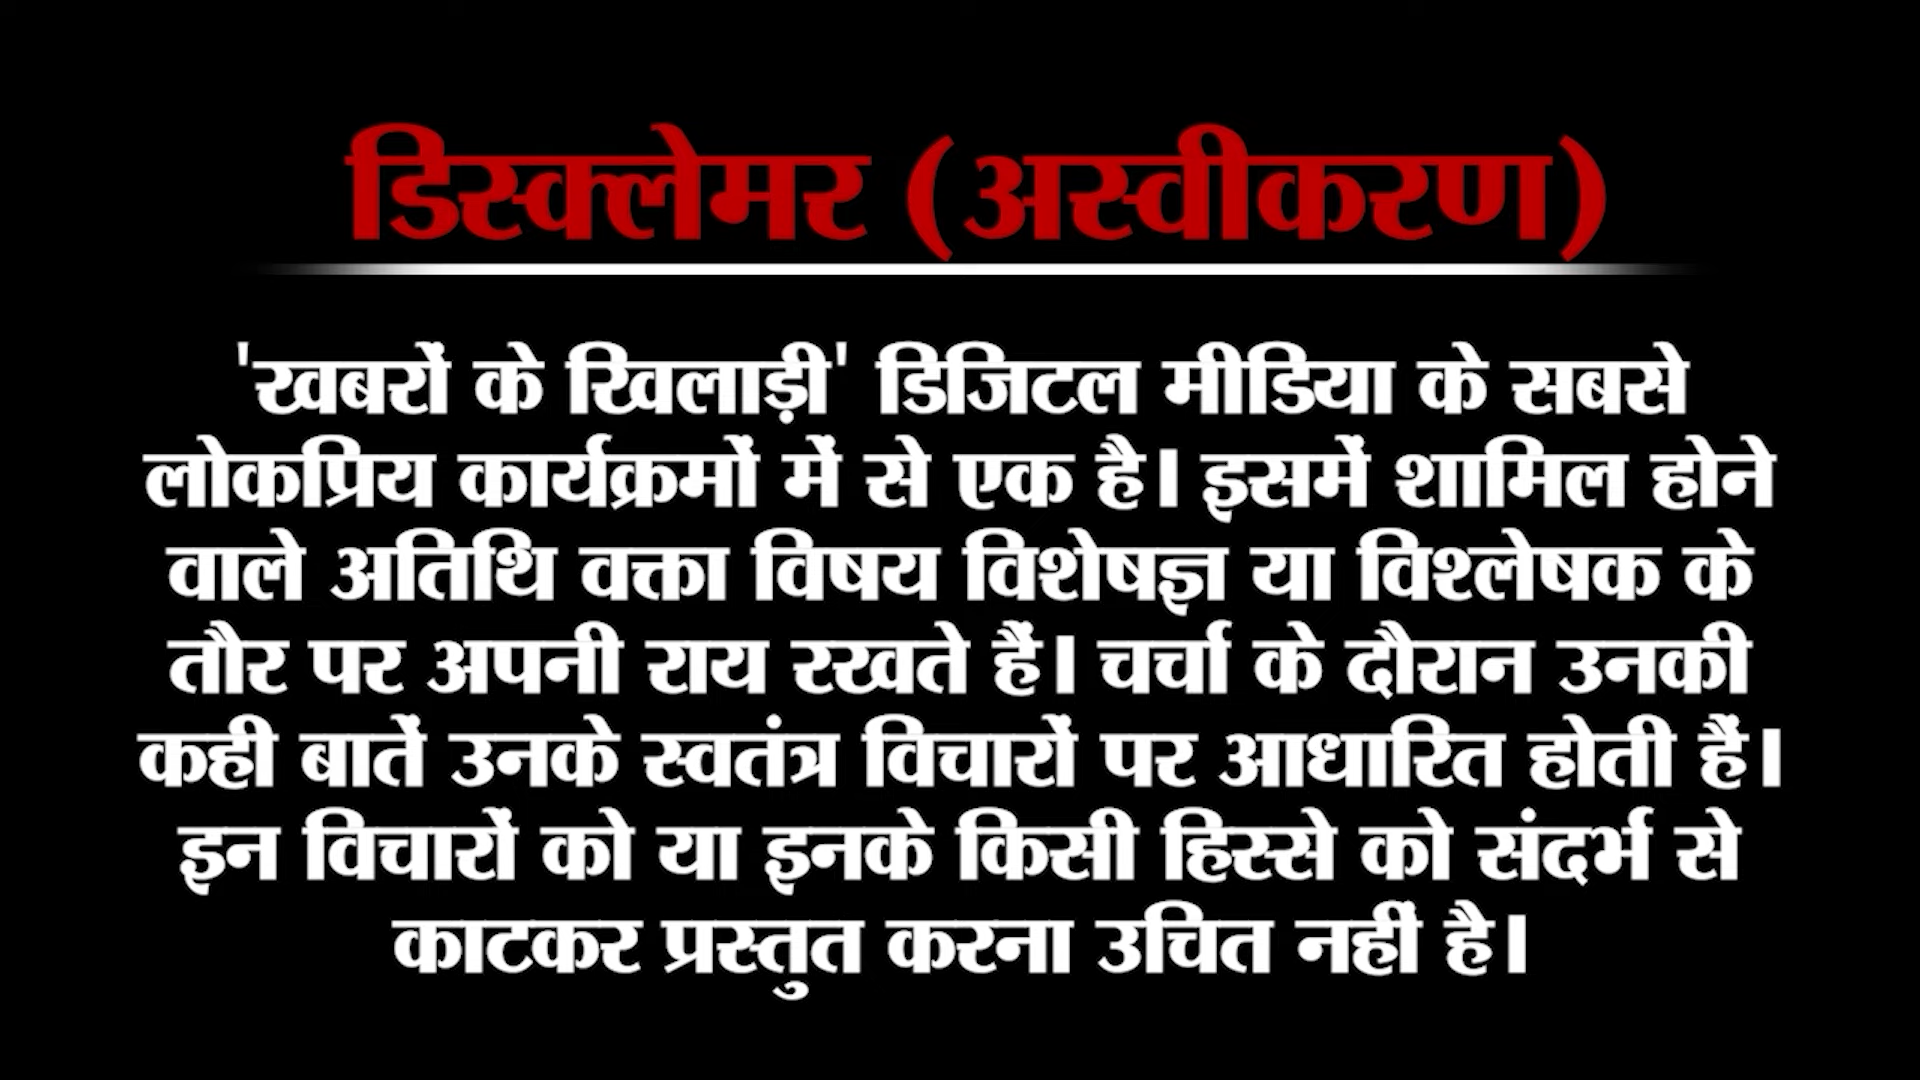 डिस्क्लेमर (अस्वीकरण)
'खबरों के खिलाड़ी' डिजिटल मीडिया के सबसे
लोकप्रिय कार्यक्रमों में से एक है। इसमें शामिल होने
वाले अतिथि वक्ता विषय विशेषज्ञ या विश्लेषक के
तौर पर अपनी राय रखते हैं। चर्चा के दौरान उनकी
कही बातें उनके स्वतंत्र विचारों पर आधारित होती हैं।
इन विचारों को या इनके किसी हिस्से को संदर्भ से
काटकर प्रस्तुत करना उचित नहीं है।